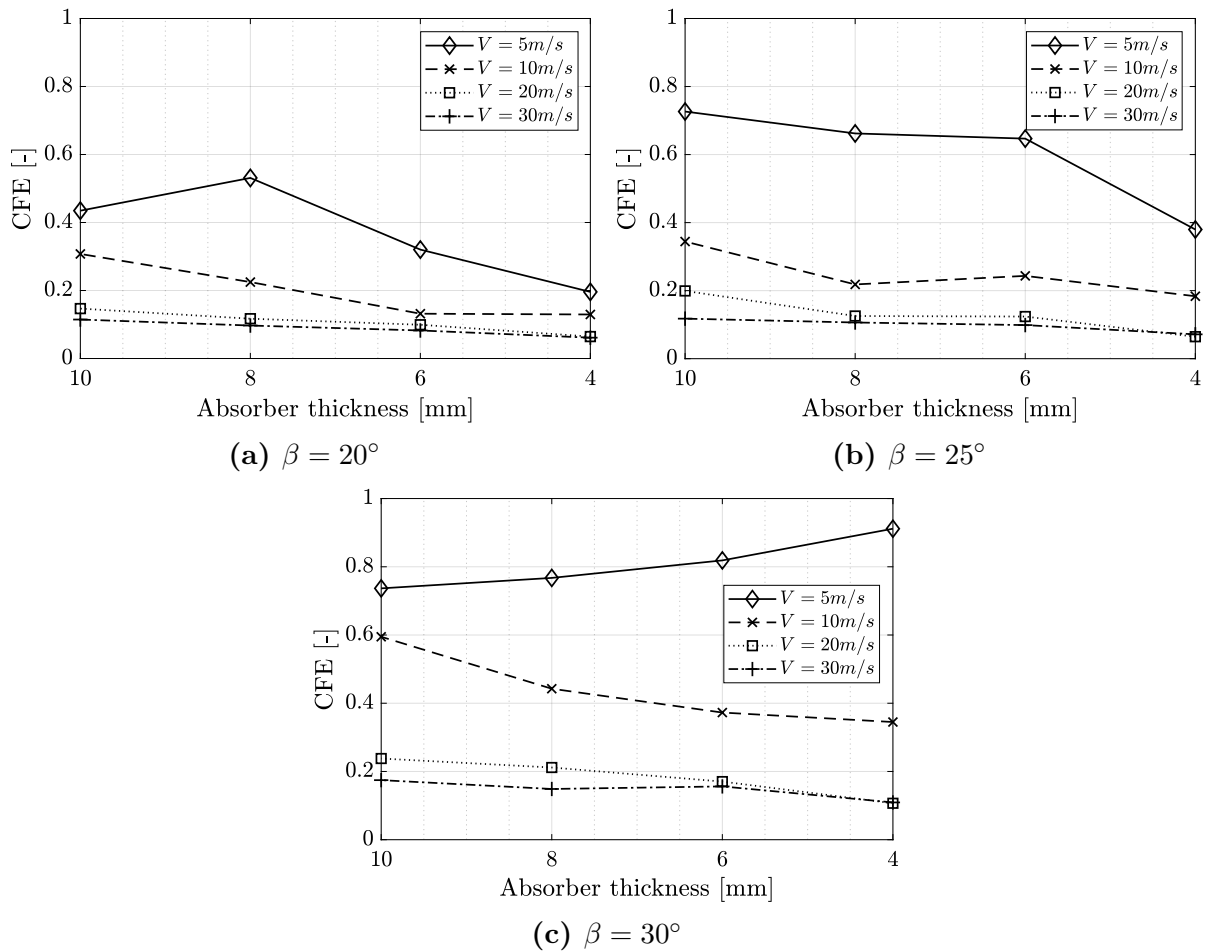 1
0.8
0.6
0.4
0.2
0
CFE [-]
V = 5m/s
V = 10m/s
V = 20m/s
V = 30m/s
10 8 6 4
Absorber thickness [mm]
(a) β = 20°
1
0.8
0.6
0.4
0.2
0
CFE [-]
V = 5m/s
V = 10m/s
V = 20m/s
V = 30m/s
10 8 6 4
Absorber thickness [mm]
(b) β = 25°
1
0.8
0.6
0.4
0.2
0
CFE [-]
V = 5m/s
V = 10m/s
V = 20m/s
V = 30m/s
10 8 6 4
Absorber thickness [mm]
(c) β = 30°